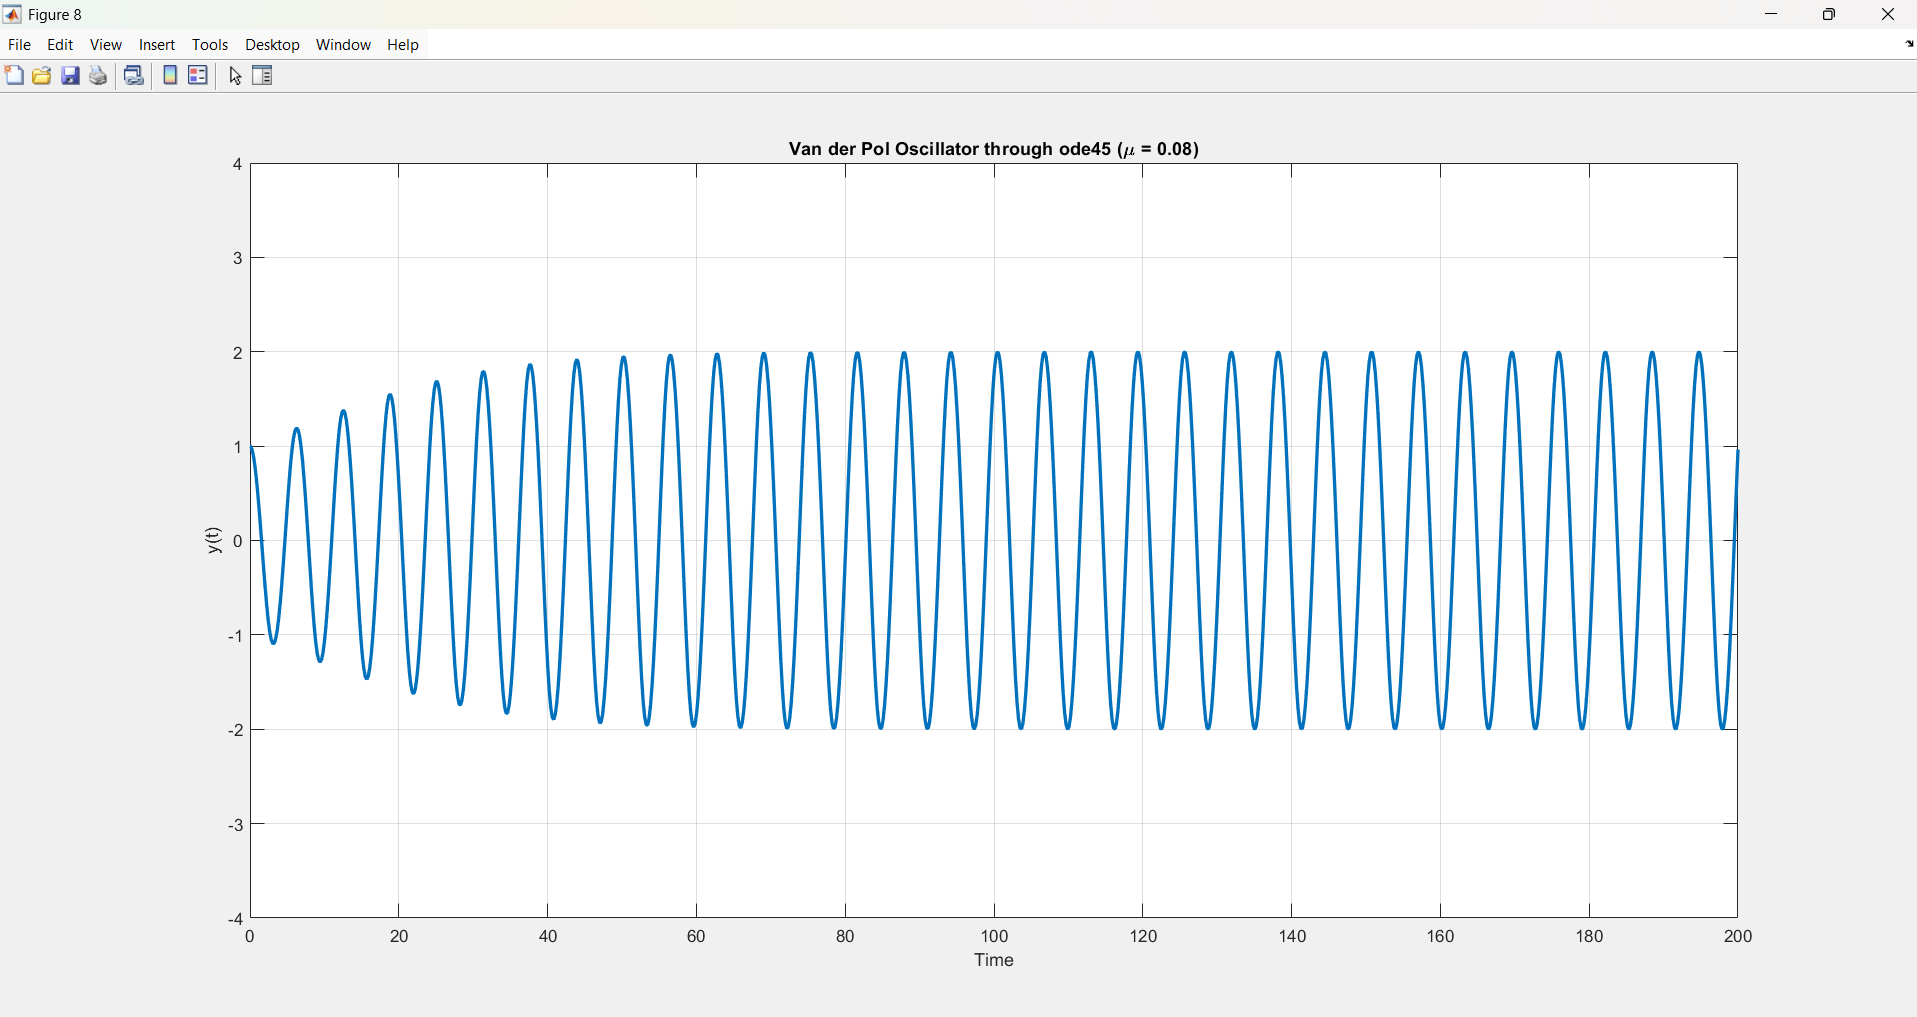 Figure 8
File Edit View Insert Tools Desktop Window Help
Van der Pol Oscillator through ode45 (μ = 0.08)
4
3
2
1
0
-1
-2
-3
-4
y(t)
0 20 40 60 80 100 120 140 160 180 200
Time